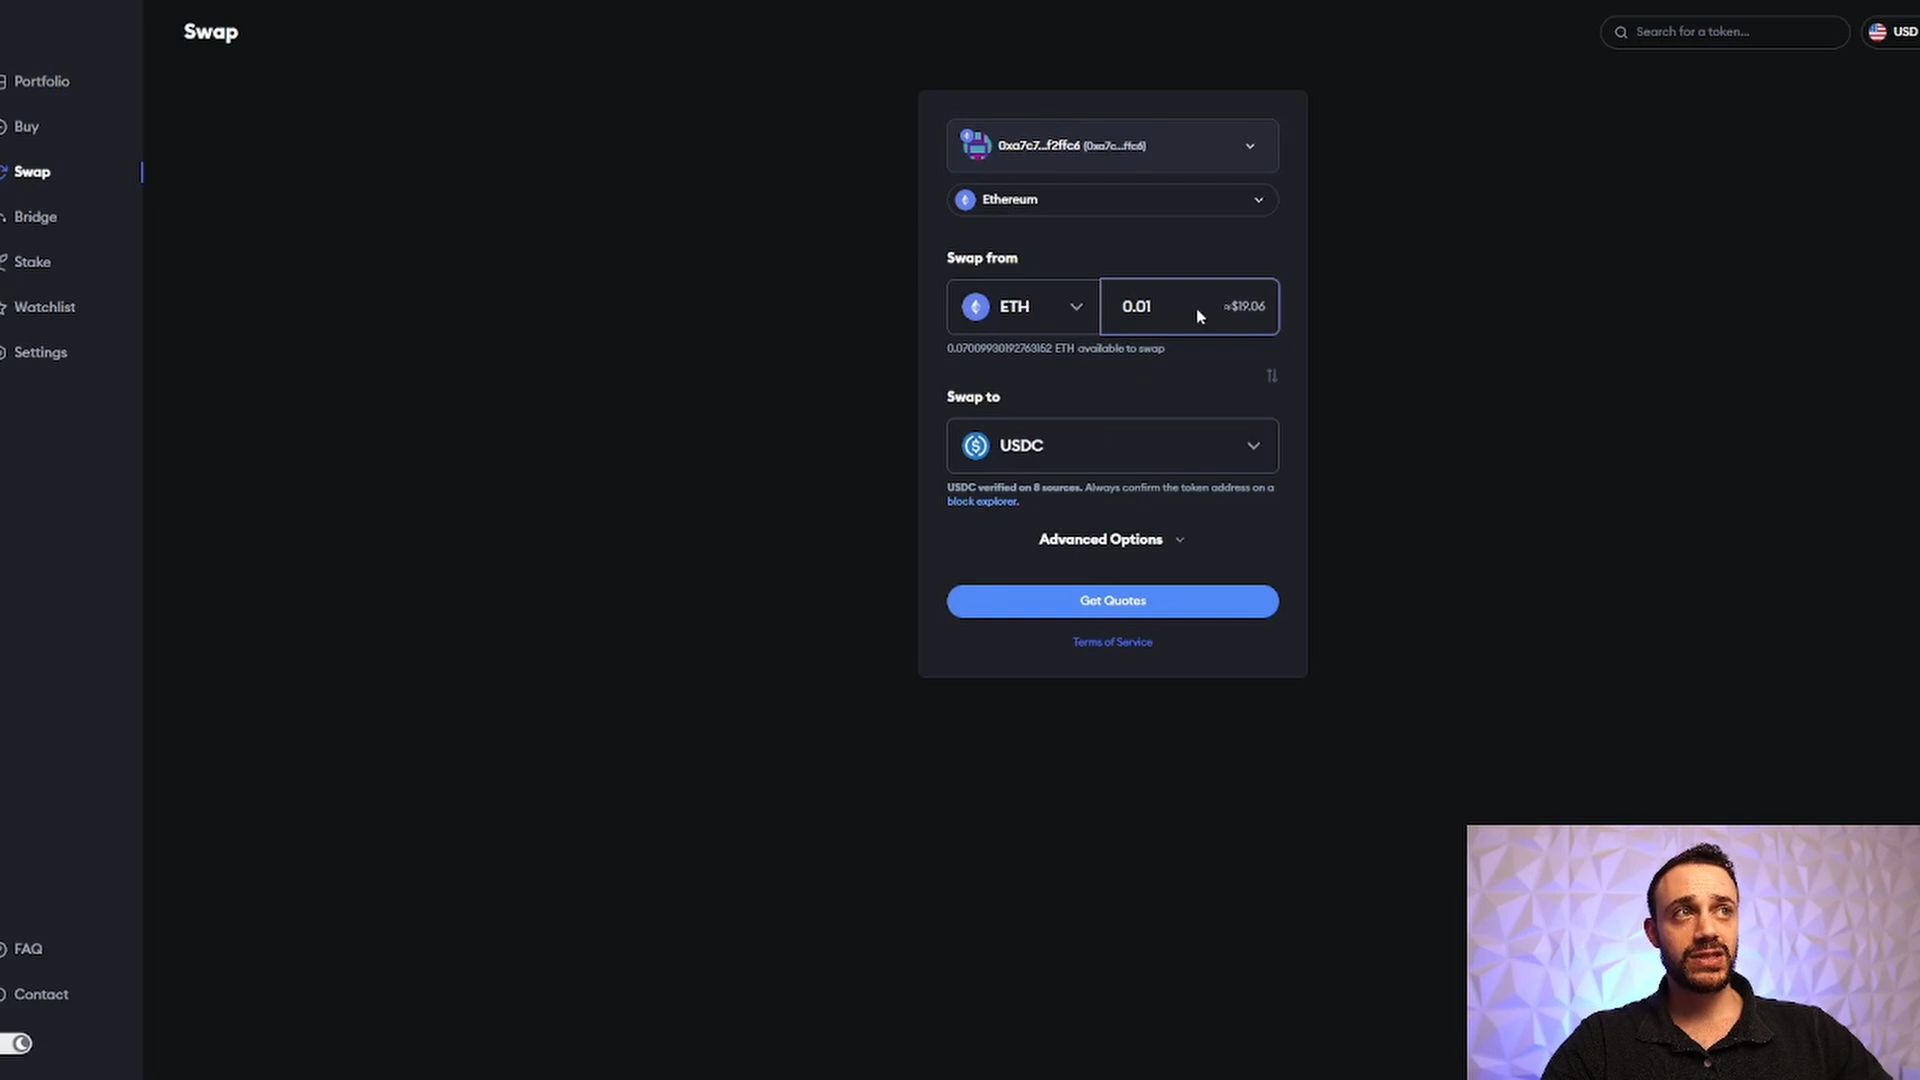 Swap
Search for a token...
USD
Portfolio
Buy
Swap
Bridge
Stake
Watchlist
Settings
FAQ
Contact
0xa7c7...f2ffc6 (0xa7c...ffc6)
Ethereum
Swap from
ETH
0.01
≈$19.06
0.07009930192763152 ETH available to swap
Swap to
USDC
USDC verified on 8 sources. Always confirm the token address on a
block explorer.
Advanced Options
Get Quotes
Terms of Service